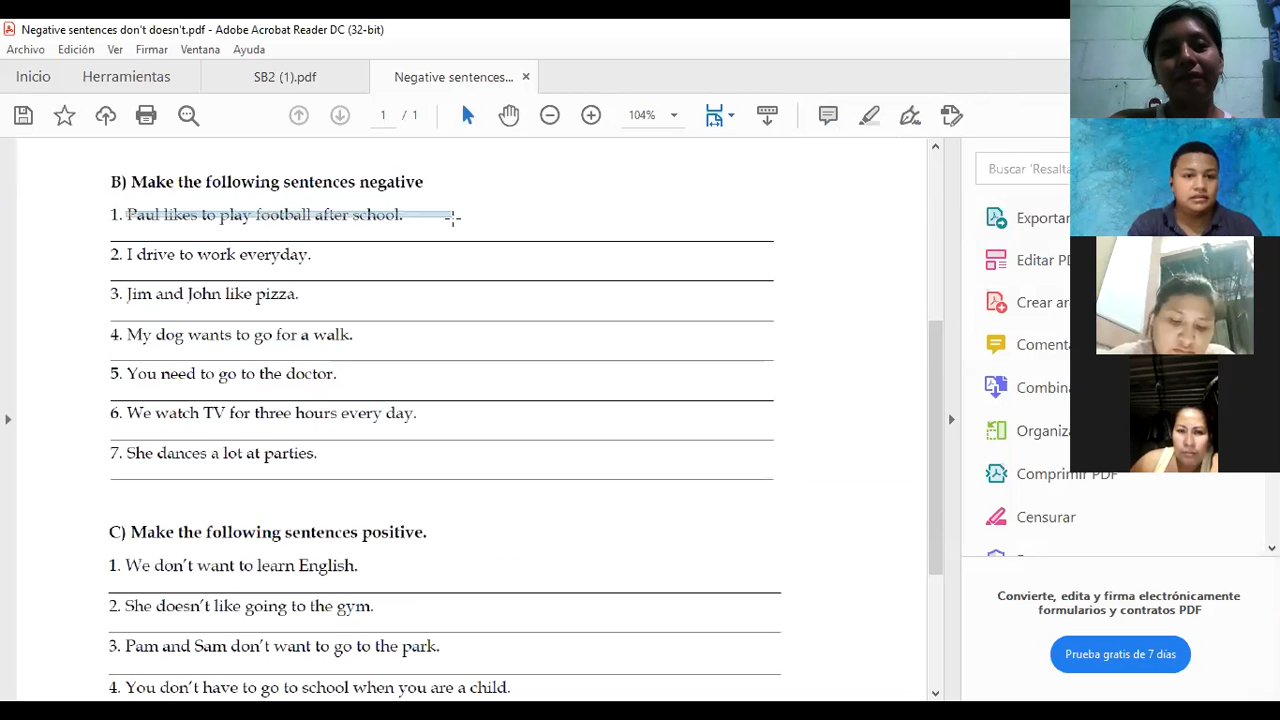 Negative sentences don't doesn't.pdf - Adobe Acrobat Reader DC (32-bit)
Archivo Edición Ver Firmar Ventana Ayuda
Inicio Herramientas SB2 (1).pdf Negative sentences... ×
1 / 1 104%
B) Make the following sentences negative
1. Paul likes to play football after school.
2. I drive to work everyday.
3. Jim and John like pizza.
4. My dog wants to go for a walk.
5. You need to go to the doctor.
6. We watch TV for three hours every day.
7. She dances a lot at parties.
C) Make the following sentences positive.
1. We don't want to learn English.
2. She doesn't like going to the gym.
3. Pam and Sam don't want to go to the park.
4. You don't have to go to school when you are a child.
Buscar 'Resalta
Exportar
Editar PD
Crear ar
Comenta
Combina
Organiza
Comprimir PDF
Censurar
Convierte, edita y firma electrónicamente
formularios y contratos PDF
Prueba gratis de 7 días